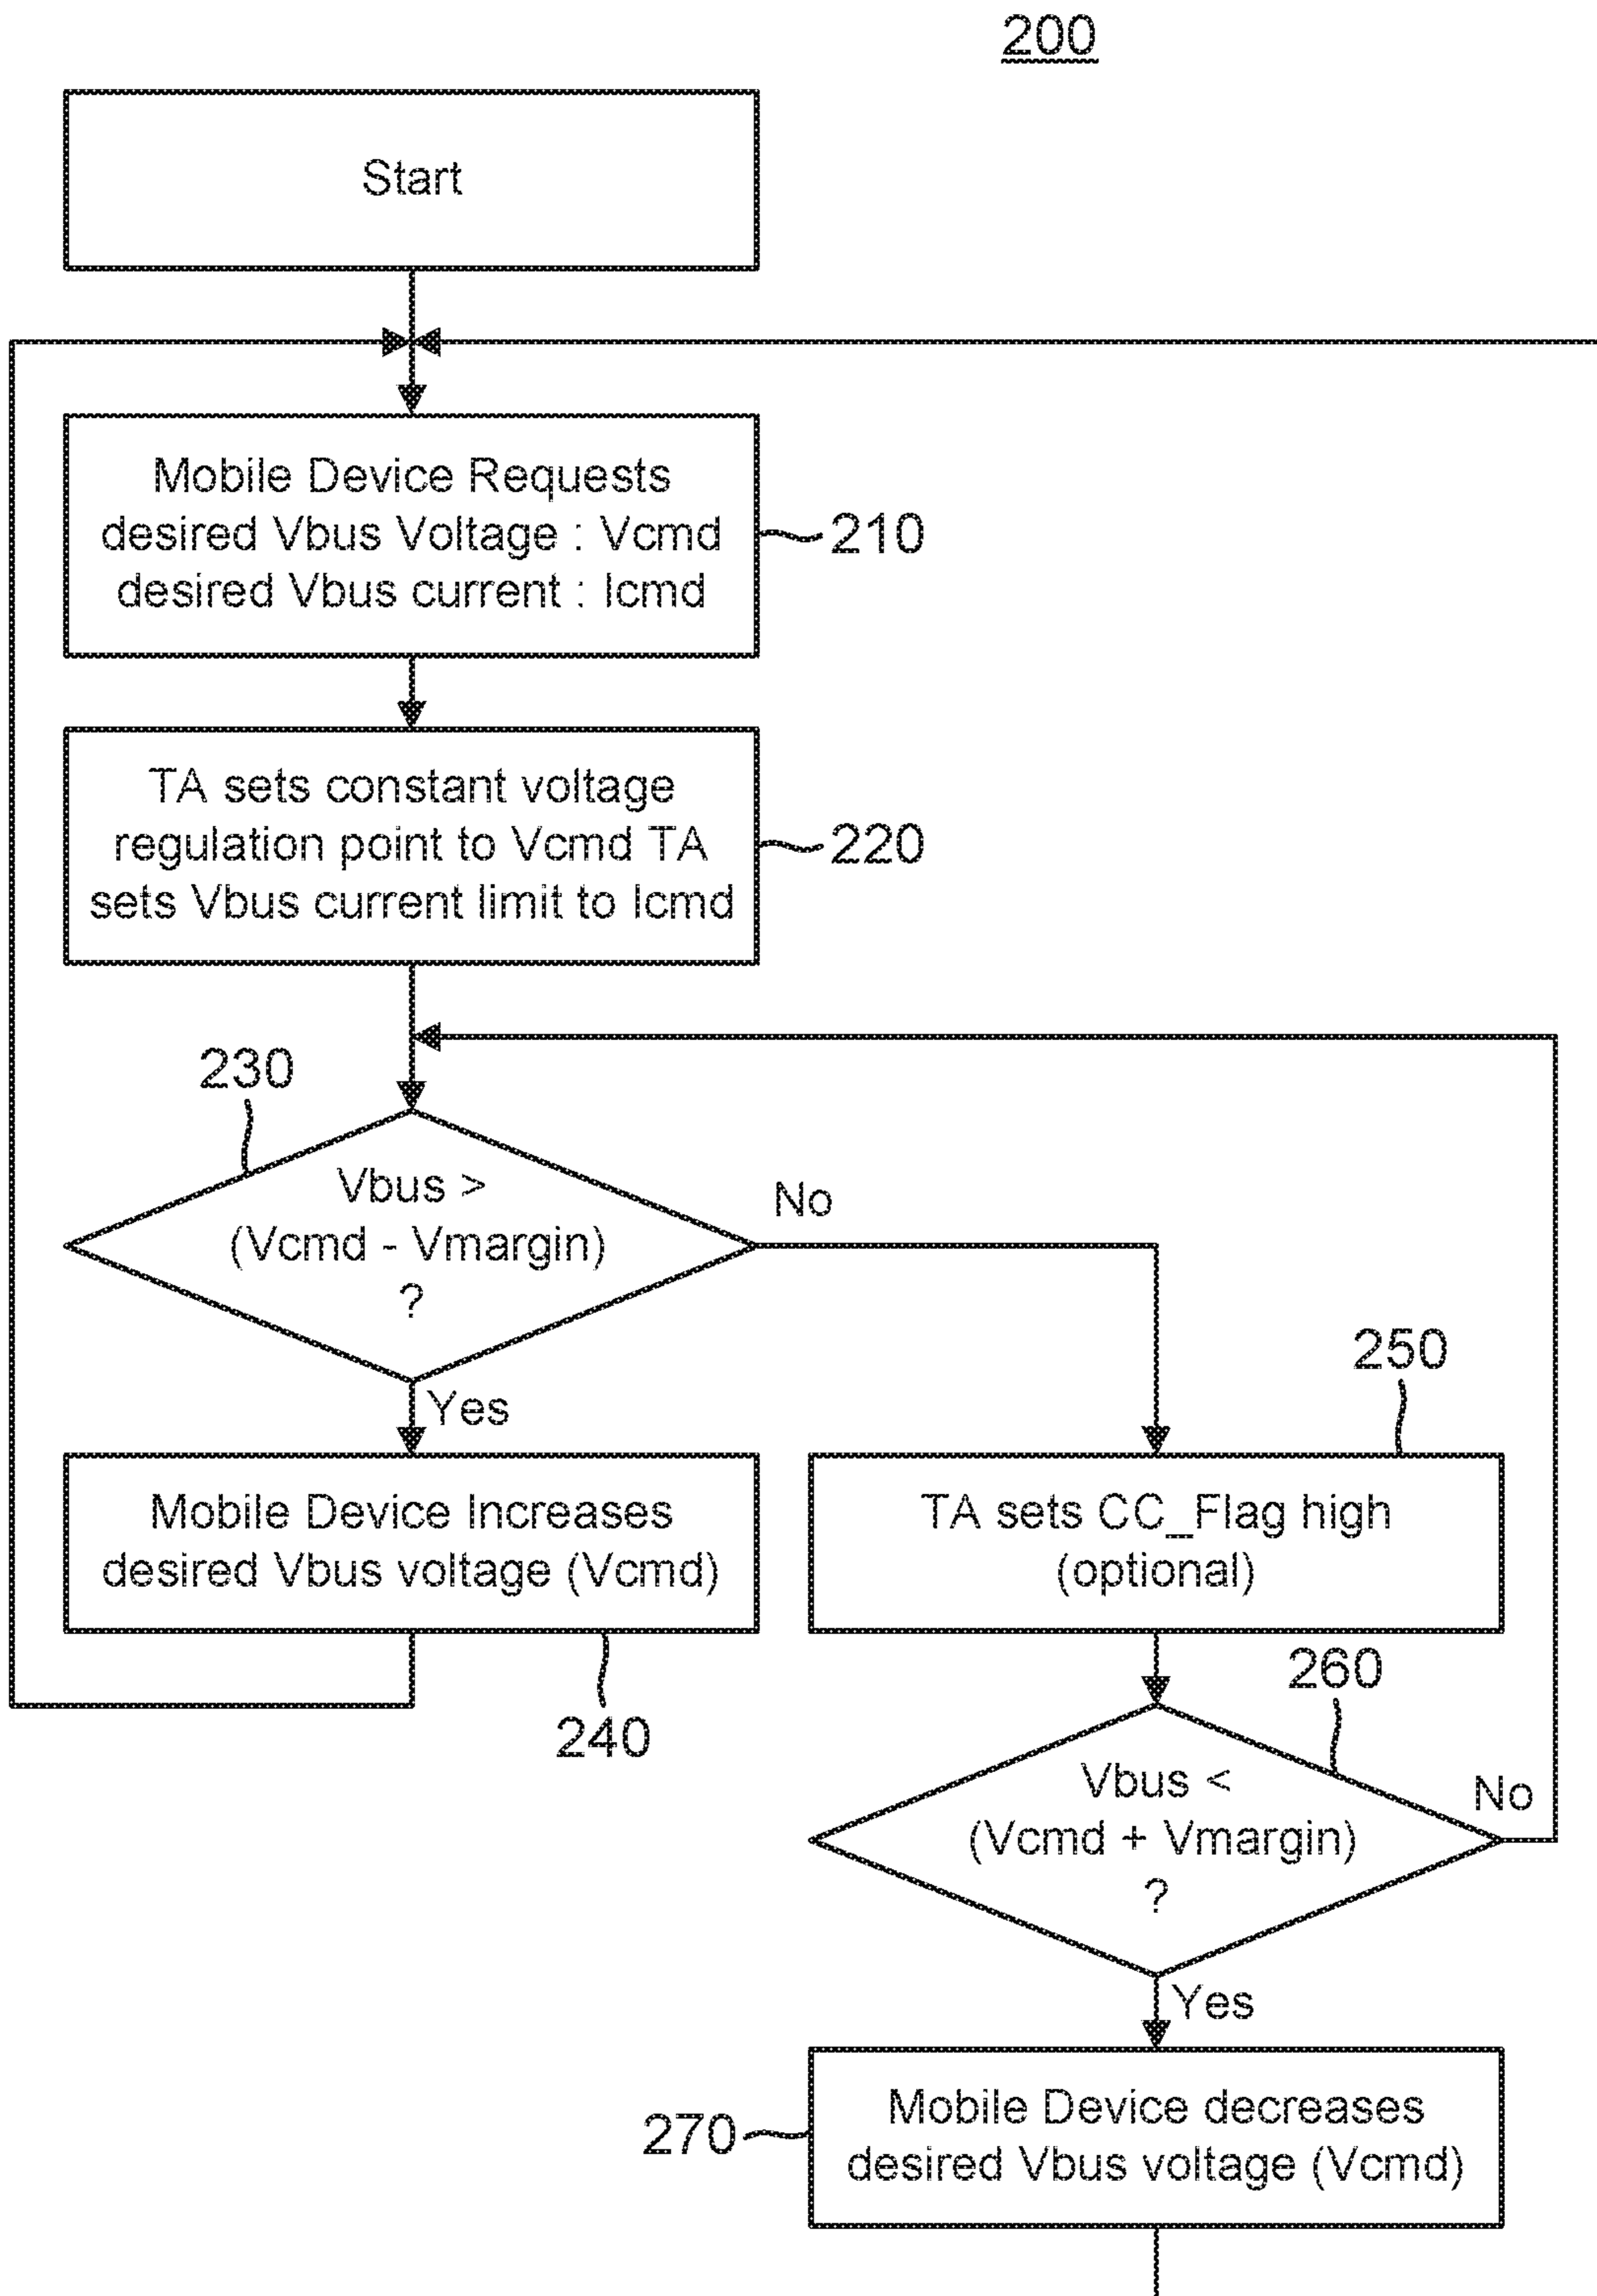 200
Start
Mobile Device Requests
desired Vbus Voltage : Vcmd
desired Vbus current : Icmd
210
TA sets constant voltage
regulation point to Vcmd TA
sets Vbus current limit to Icmd
220
230
Vbus >
(Vcmd - Vmargin)
?
No
Yes
Mobile Device Increases
desired Vbus voltage (Vcmd)
240
250
TA sets CC_Flag high
(optional)
260
Vbus <
(Vcmd + Vmargin)
?
No
Yes
270
Mobile Device decreases
desired Vbus voltage (Vcmd)